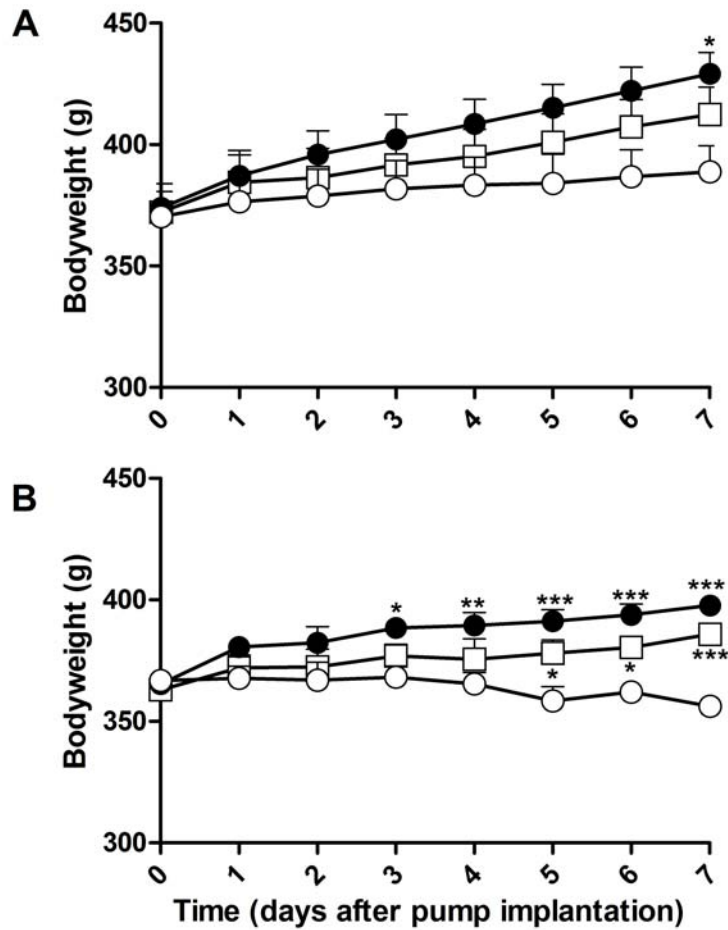 A
450
*
400
350
300
Bodyweight (g)
0 1 2 3 4 5 6 7
B
450
400
* ** *** *** ***
***
* *
350
300
Bodyweight (g)
0 1 2 3 4 5 6 7
Time (days after pump implantation)